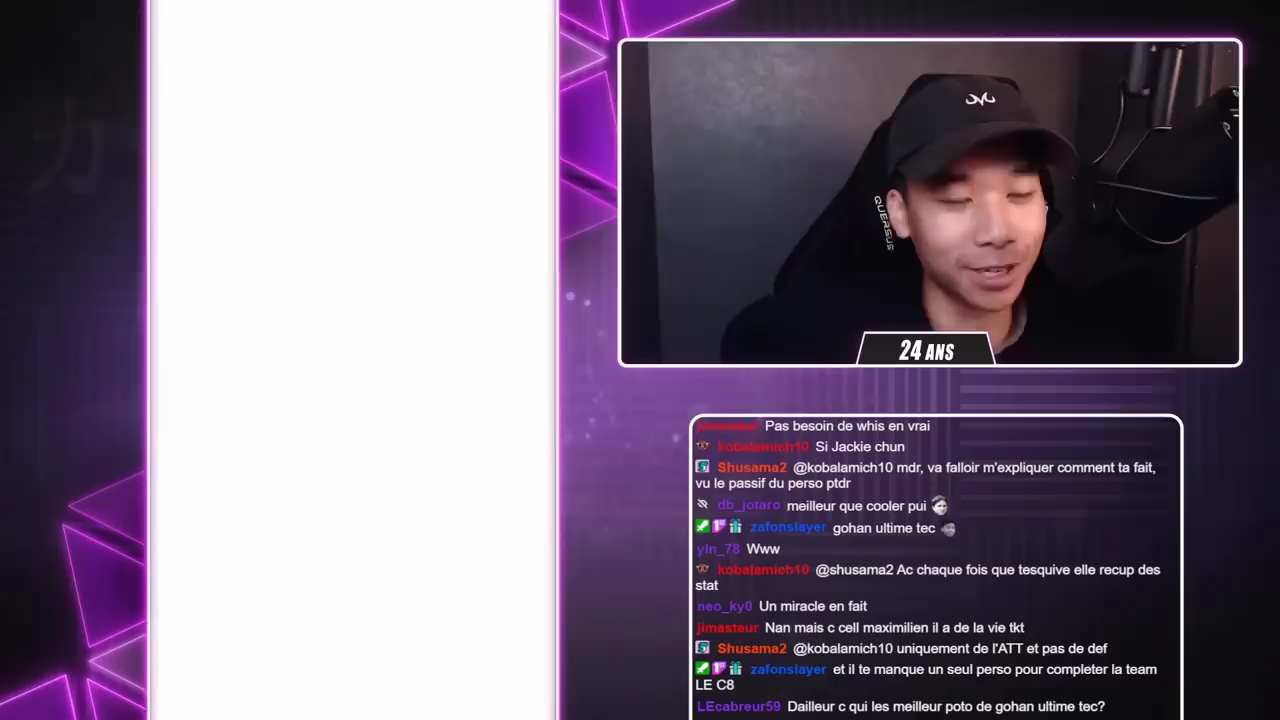 力
QUERSUS
24 ANS
jimasteur Pas besoin de whis en vrai
kobalamich10 Si Jackie chun
Shusama2 @kobalamich10 mdr, va falloir m'expliquer comment ta fait,
vu le passif du perso ptdr
db_jotaro meilleur que cooler pui
zafonslayer gohan ultime tec
yln_78 Www
kobalamich10 @shusama2 Ac chaque fois que tesquive elle recup des
stat
neo_ky0 Un miracle en fait
jimasteur Nan mais c cell maximilien il a de la vie tkt
Shusama2 @kobalamich10 uniquement de l'ATT et pas de def
zafonslayer et il te manque un seul perso pour completer la team
LE C8
LEcabreur59 Dailleur c qui les meilleur poto de gohan ultime tec?